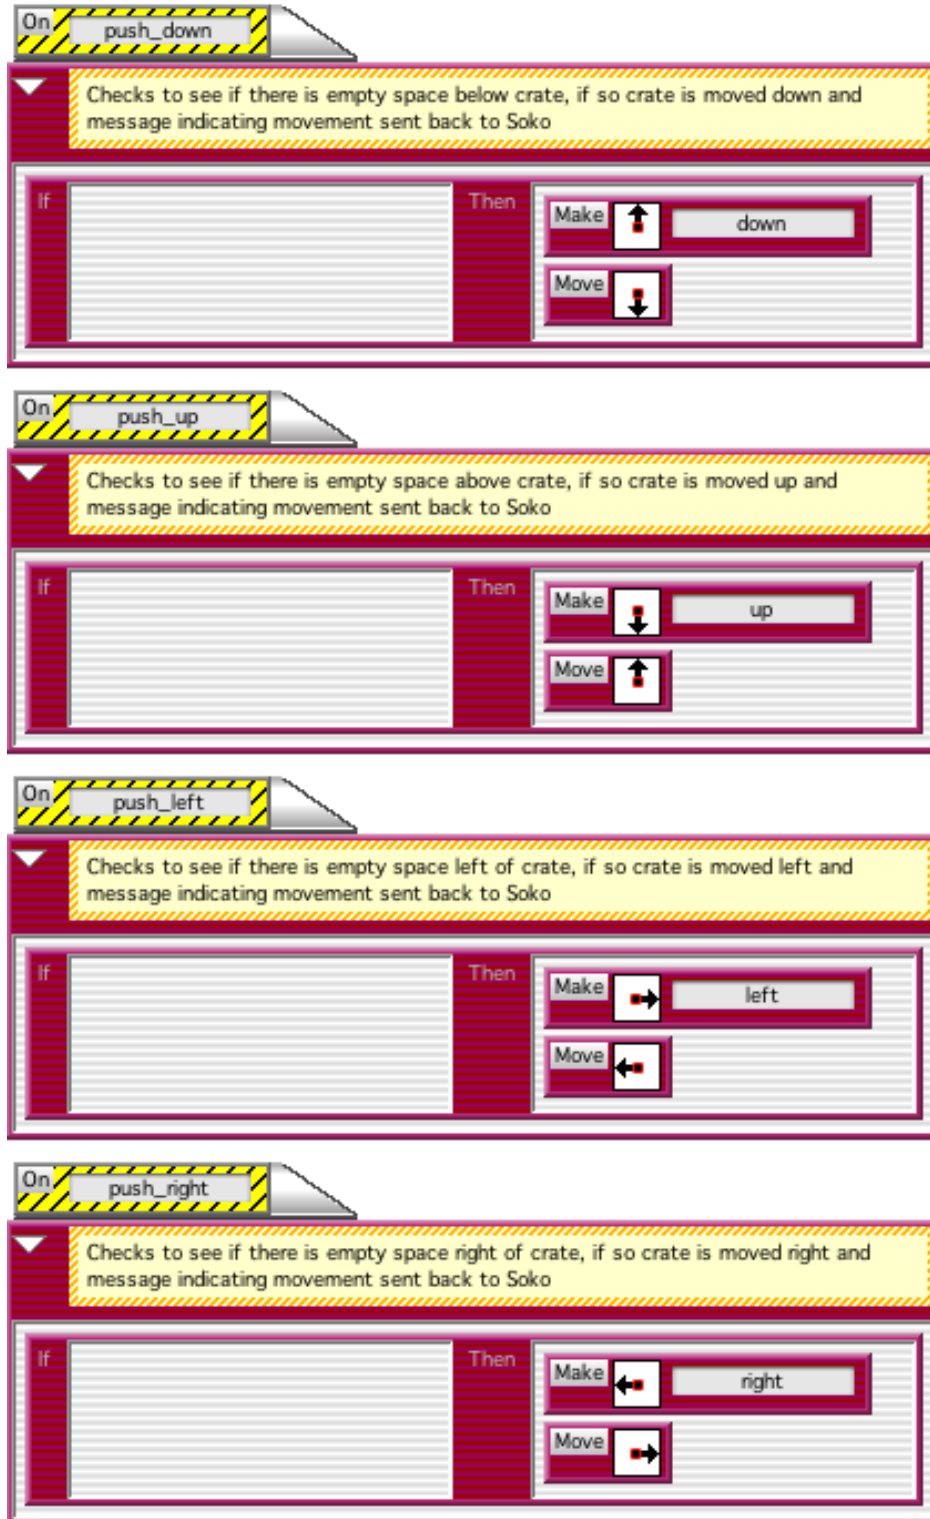 On push_down
Checks to see if there is empty space below crate, if so crate is moved down and
message indicating movement sent back to Soko
If Then Make down
Move
On push_up
Checks to see if there is empty space above crate, if so crate is moved up and
message indicating movement sent back to Soko
If Then Make up
Move
On push_left
Checks to see if there is empty space left of crate, if so crate is moved left and
message indicating movement sent back to Soko
If Then Make left
Move
On push_right
Checks to see if there is empty space right of crate, if so crate is moved right and
message indicating movement sent back to Soko
If Then Make right
Move